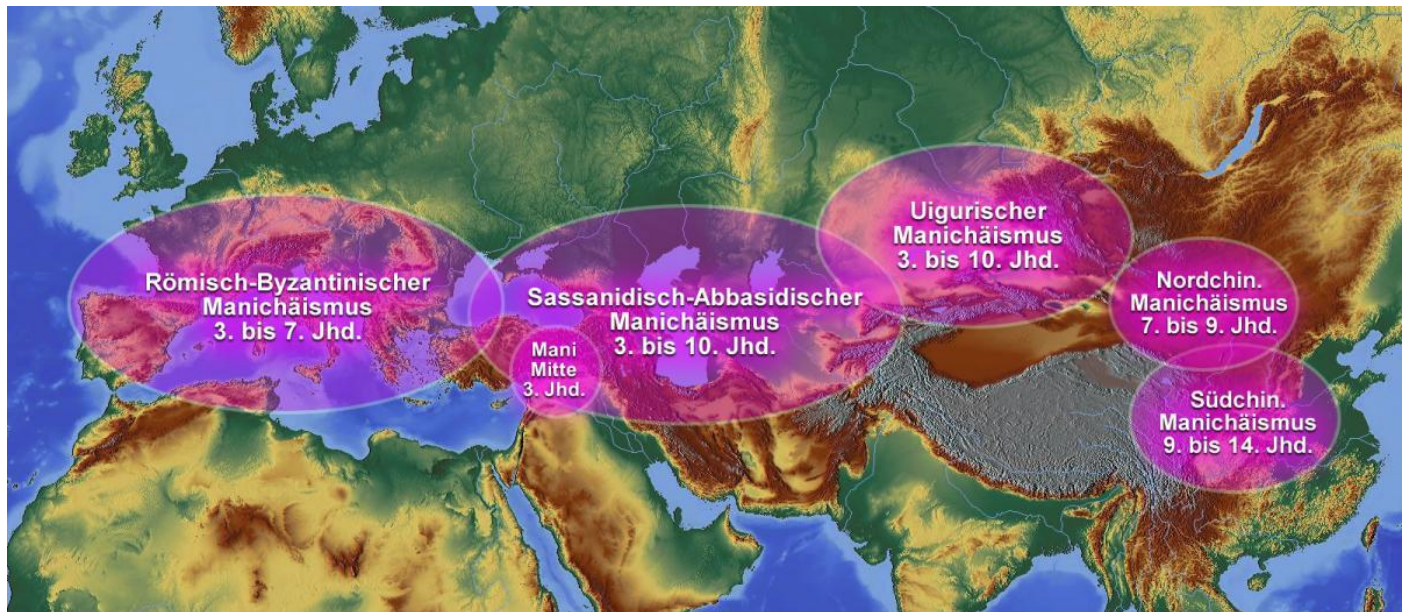 Römisch-Byzantinischer
Manichäismus
3. bis 7. Jhd.
Mani
Mitte
3. Jhd.
Sassanidisch-Abbasidischer
Manichäismus
3. bis 10. Jhd.
Uigurischer
Manichäismus
3. bis 10. Jhd.
Nordchin.
Manichäismus
7. bis 9. Jhd.
Südchin.
Manichäismus
9. bis 14. Jhd.